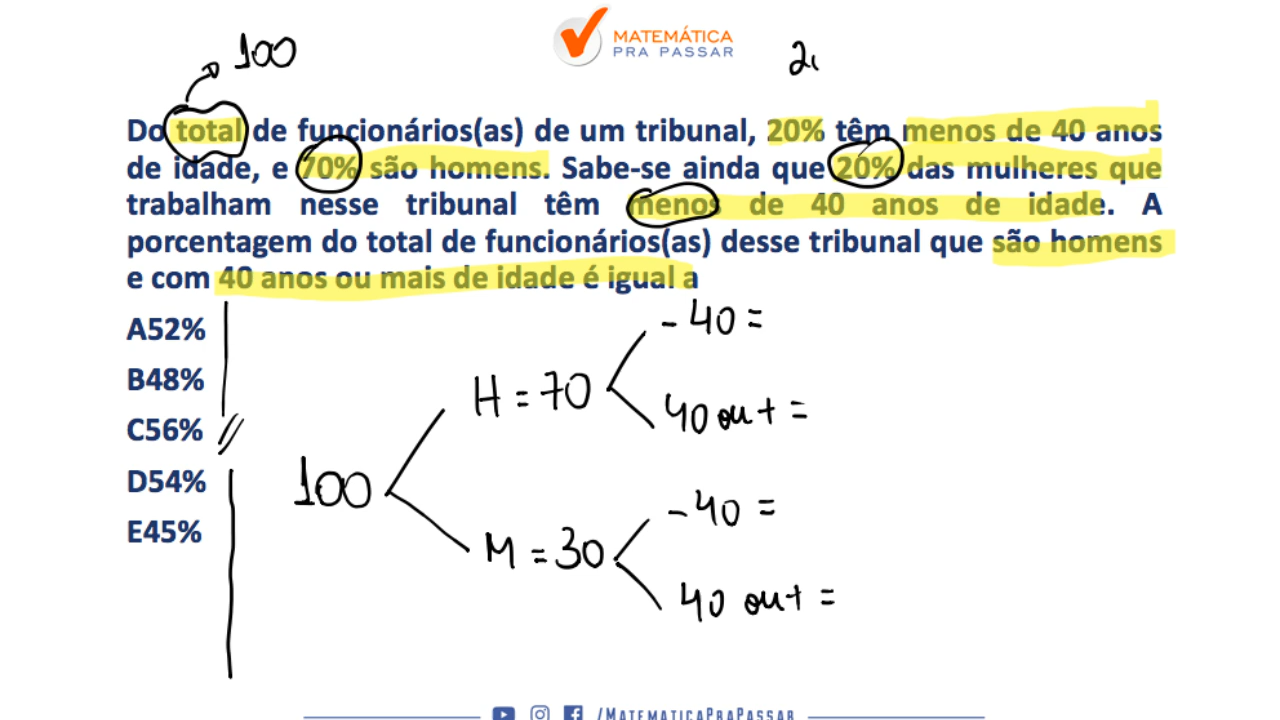 100
MATEMÁTICA
PRA PASSAR
Do total de funcionários(as) de um tribunal, 20% têm menos de 40 anos
de idade, e 70% são homens. Sabe-se ainda que 20% das mulheres que
trabalham nesse tribunal têm menos de 40 anos de idade. A
porcentagem do total de funcionários(as) desse tribunal que são homens
e com 40 anos ou mais de idade é igual a
A52%
B48%
C56%
D54%
E45%
- 40 =
H = 70
40 ou + =
100
- 40 =
M = 30
40 ou + =
/MATEMATICAPRAPASSAR